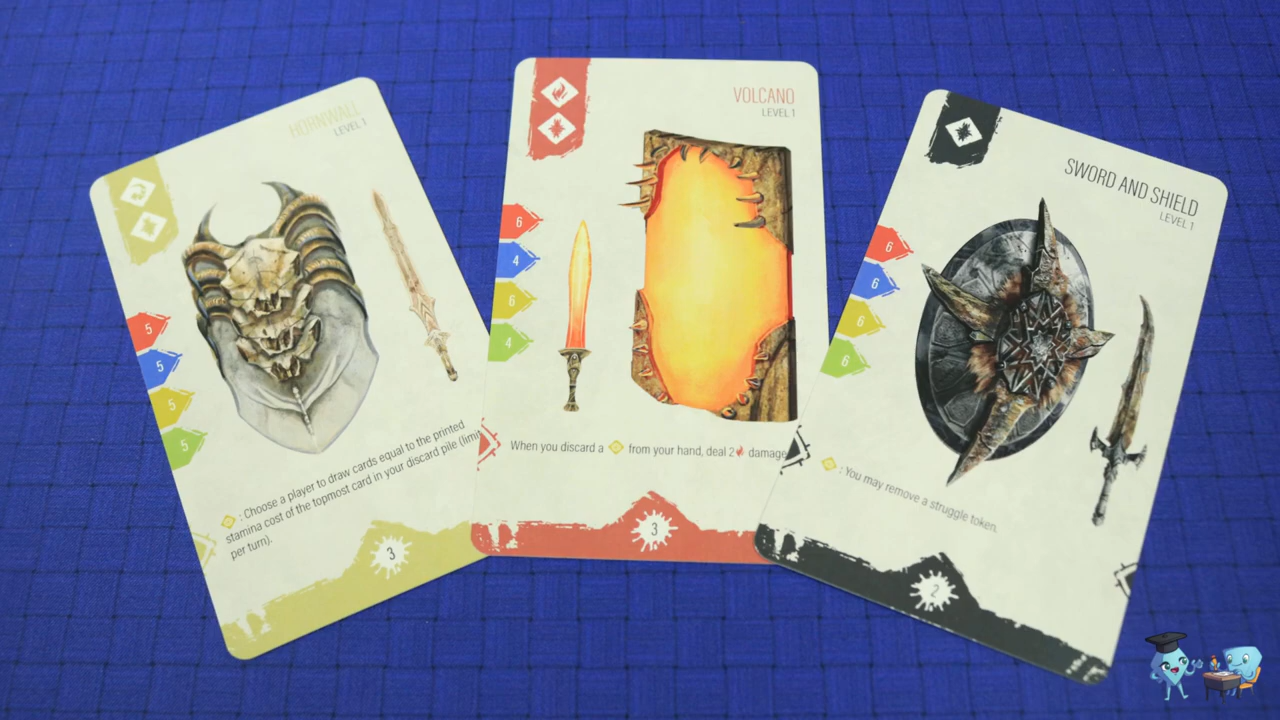 HORNWALL
LEVEL 1
5
5
5
5
: Choose a player to draw cards equal to the printed
stamina cost of the topmost card in your discard pile (limit
per turn).
3
VOLCANO
LEVEL 1
6
4
6
4
When you discard a from your hand, deal 2 damage
3
SWORD AND SHIELD
LEVEL 1
6
6
6
6
: You may remove a struggle token.
2